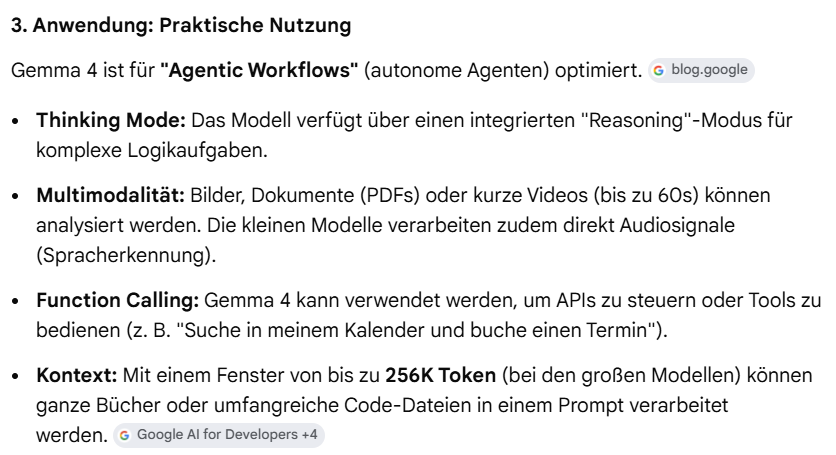 3. Anwendung: Praktische Nutzung
Gemma 4 ist für "Agentic Workflows" (autonome Agenten) optimiert. blog.google
• Thinking Mode: Das Modell verfügt über einen integrierten "Reasoning"-Modus für
komplexe Logikaufgaben.
• Multimodalität: Bilder, Dokumente (PDFs) oder kurze Videos (bis zu 60s) können
analysiert werden. Die kleinen Modelle verarbeiten zudem direkt Audiosignale
(Spracherkennung).
• Function Calling: Gemma 4 kann verwendet werden, um APIs zu steuern oder Tools zu
bedienen (z. B. "Suche in meinem Kalender und buche einen Termin").
• Kontext: Mit einem Fenster von bis zu 256K Token (bei den großen Modellen) können
ganze Bücher oder umfangreiche Code-Dateien in einem Prompt verarbeitet
werden. Google AI for Developers +4